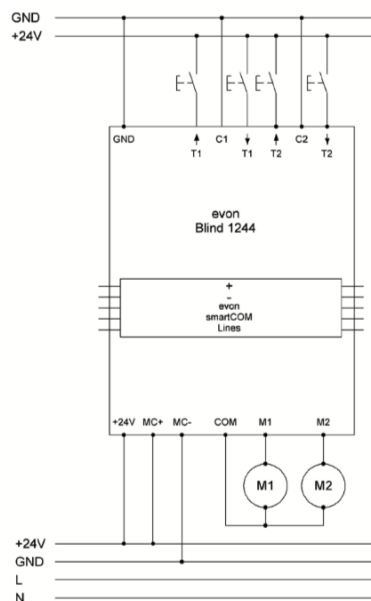 GND
+24V
GND T1 C1 T1 T2 C2 T2
evon
Blind 1244
+
-
evon
smartCOM
Lines
+24V MC+ MC- COM M1 M2
M1 M2
+24V
GND
L
N